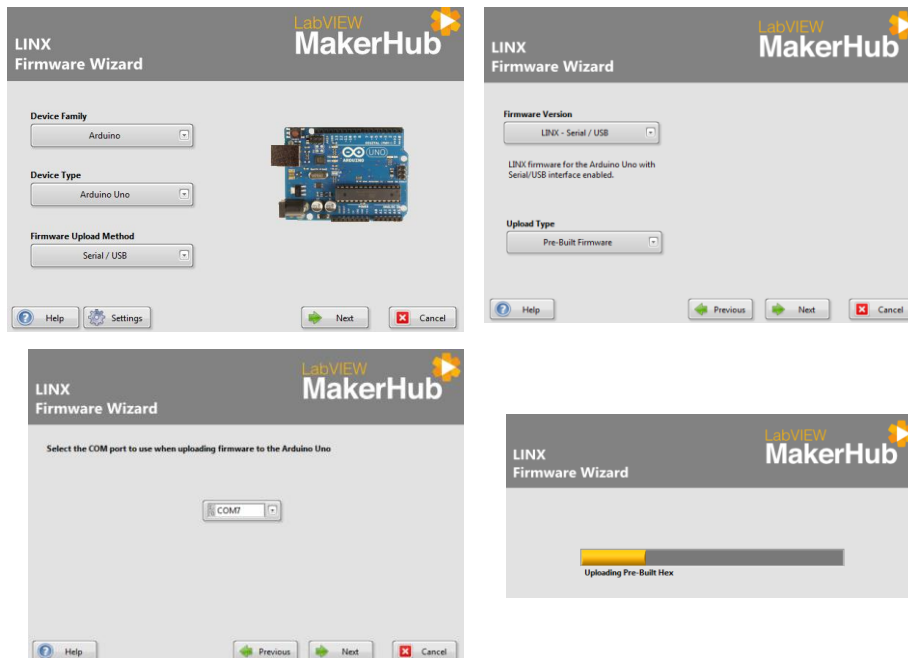 LINX
Firmware Wizard
LabVIEW
MakerHub
Device Family
Arduino
Device Type
Arduino Uno
Firmware Upload Method
Serial / USB
UNO
Help
Settings
Next
Cancel
LINX
Firmware Wizard
LabVIEW
MakerHub
Firmware Version
LINX - Serial / USB
LINX firmware for the Arduino Uno with
Serial/USB interface enabled.
Upload Type
Pre-Built Firmware
Help
Previous
Next
Cancel
LINX
Firmware Wizard
LabVIEW
MakerHub
Select the COM port to use when uploading firmware to the Arduino Uno
COM7
Help
Previous
Next
Cancel
LINX
Firmware Wizard
LabVIEW
MakerHub
Uploading Pre-Built Hex